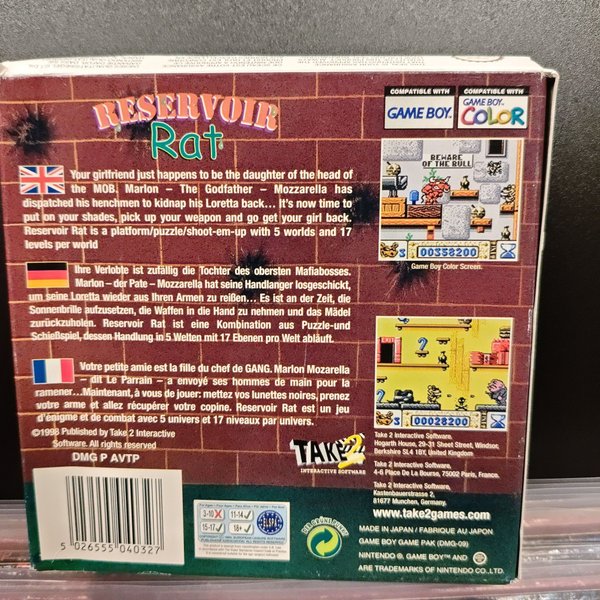 RESERVOIR
Rat
COMPATIBLE WITH
GAME BOY™
COMPATIBLE WITH
GAME BOY™
COLOR
BEWARE
OF THE BULL
3 00358200
Game Boy Color Screen.
Your girlfriend just happens to be the daughter of the head of
the MOB. Marlon – The Godfather – Mozzarella has
dispatched his henchmen to kidnap his Loretta back... It's now time to
put on your shades, pick up your weapon and go get your girl back.
Reservoir Rat is a platform/puzzle/shoot-em-up with 5 worlds and 17
levels per world
Ihre Verlobte ist zufällig die Tochter des obersten Mafiabosses.
Marlon - der Pate - Mozzarella hat seine Handlanger losgeschickt,
um seine Loretta wieder aus Ihren Armen zu reißen... Es ist an der Zeit, die
Sonnenbrille aufzusetzen, die Waffen in die Hand zu nehmen und das Mädel
zurückzuholen. Reservoir Rat ist eine Kombination aus Puzzle-und
Schießspiel, dessen Handlung in 5 Welten mit 17 Ebenen pro Welt abläuft.
Votre petite amie est la fille du chef de GANG. Marlon Mozarella
– dit Le Parrain – a envoyé ses hommes de main pour la
ramener...Maintenant, à vous de jouer: mettez vos lunettes noires, prenez
votre arme et allez récupérer votre copine. Reservoir Rat est un jeu
d'énigme et de combat avec 5 univers et 17 niveaux par univers.
©1998 Published by Take 2 Interactive
Software. All rights reserved
DMG P AVTP
EXIT
3 00028200
TAKE 2
INTERACTIVE SOFTWARE
Take 2 Interactive Software,
Hogarth House, 29-31 Sheet Street, Windsor,
Berkshire SL4 1BY, United Kingdom
Take 2 Interactive Software,
4-6 Place De La Bourse, 75002 Paris, France.
Take 2 Interactive Software,
Kastenbauerstrasse 2,
81677 Munchen, Germany.
www.take2games.com
5 026555 040327
3-10
11-14
15-17
18+
ELSPA
DER GRÜNE PUNKT
MADE IN JAPAN / FABRIQUE AU JAPON
GAME BOY GAME PAK (DMG-09)
NINTENDO®, GAME BOY™ AND
ARE TRADEMARKS OF NINTENDO CO.,LTD.